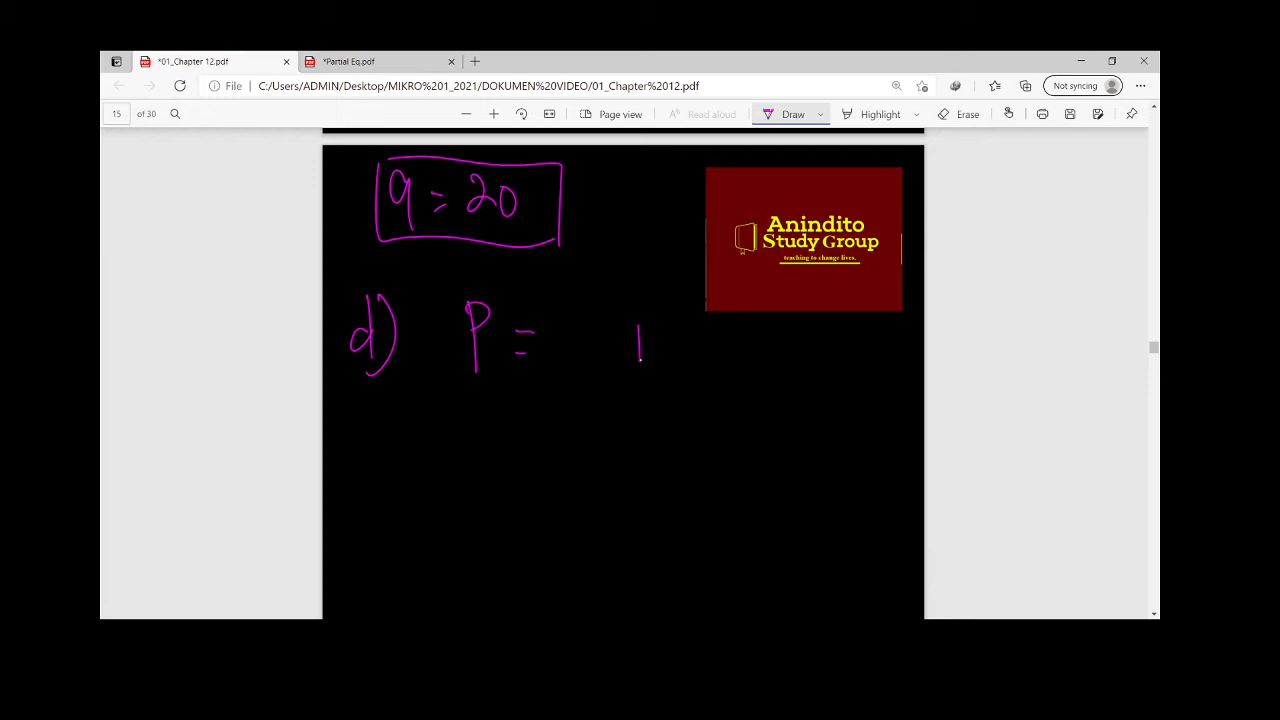 *01_Chapter 12.pdf
*Partial Eq.pdf
File C:/Users/ADMIN/Desktop/MIKRO%201_2021/DOKUMEN%20VIDEO/01_Chapter%2012.pdf Not syncing
15 of 30 Page view Read aloud Draw Highlight Erase
q = 20
Anindito
Study Group
teaching to change lives.
d) P = 1